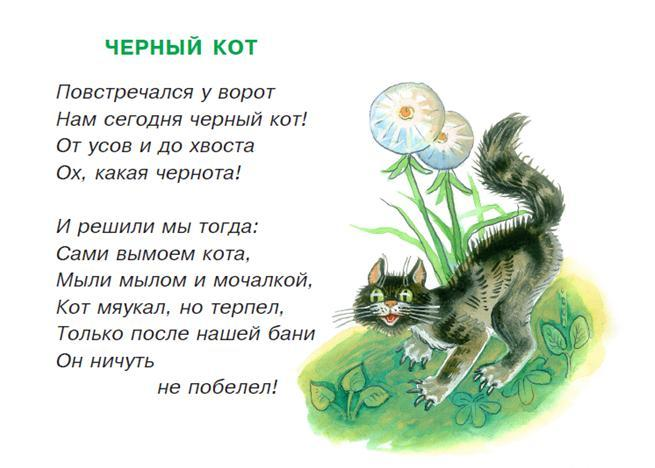 ЧЕРНЫЙ КОТ
Повстречался у ворот
Нам сегодня черный кот!
От усов и до хвоста
Ох, какая чернота!
И решили мы тогда:
Сами вымоем кота,
Мыли мылом и мочалкой,
Кот мяукал, но терпел,
Только после нашей бани
Он ничуть
не побелел!